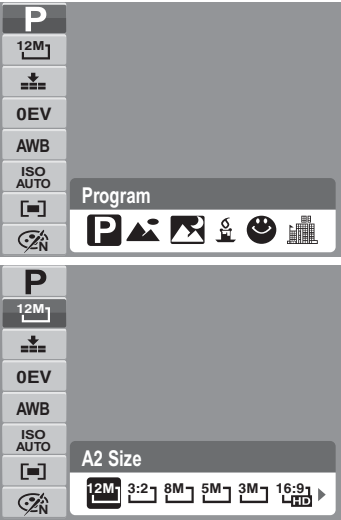 P
12M
0EV
AWB
ISO
AUTO
N
Program
P
P
12M
0EV
AWB
ISO
AUTO
N
A2 Size
12M 3:2 8M 5M 3M 16:9
HD